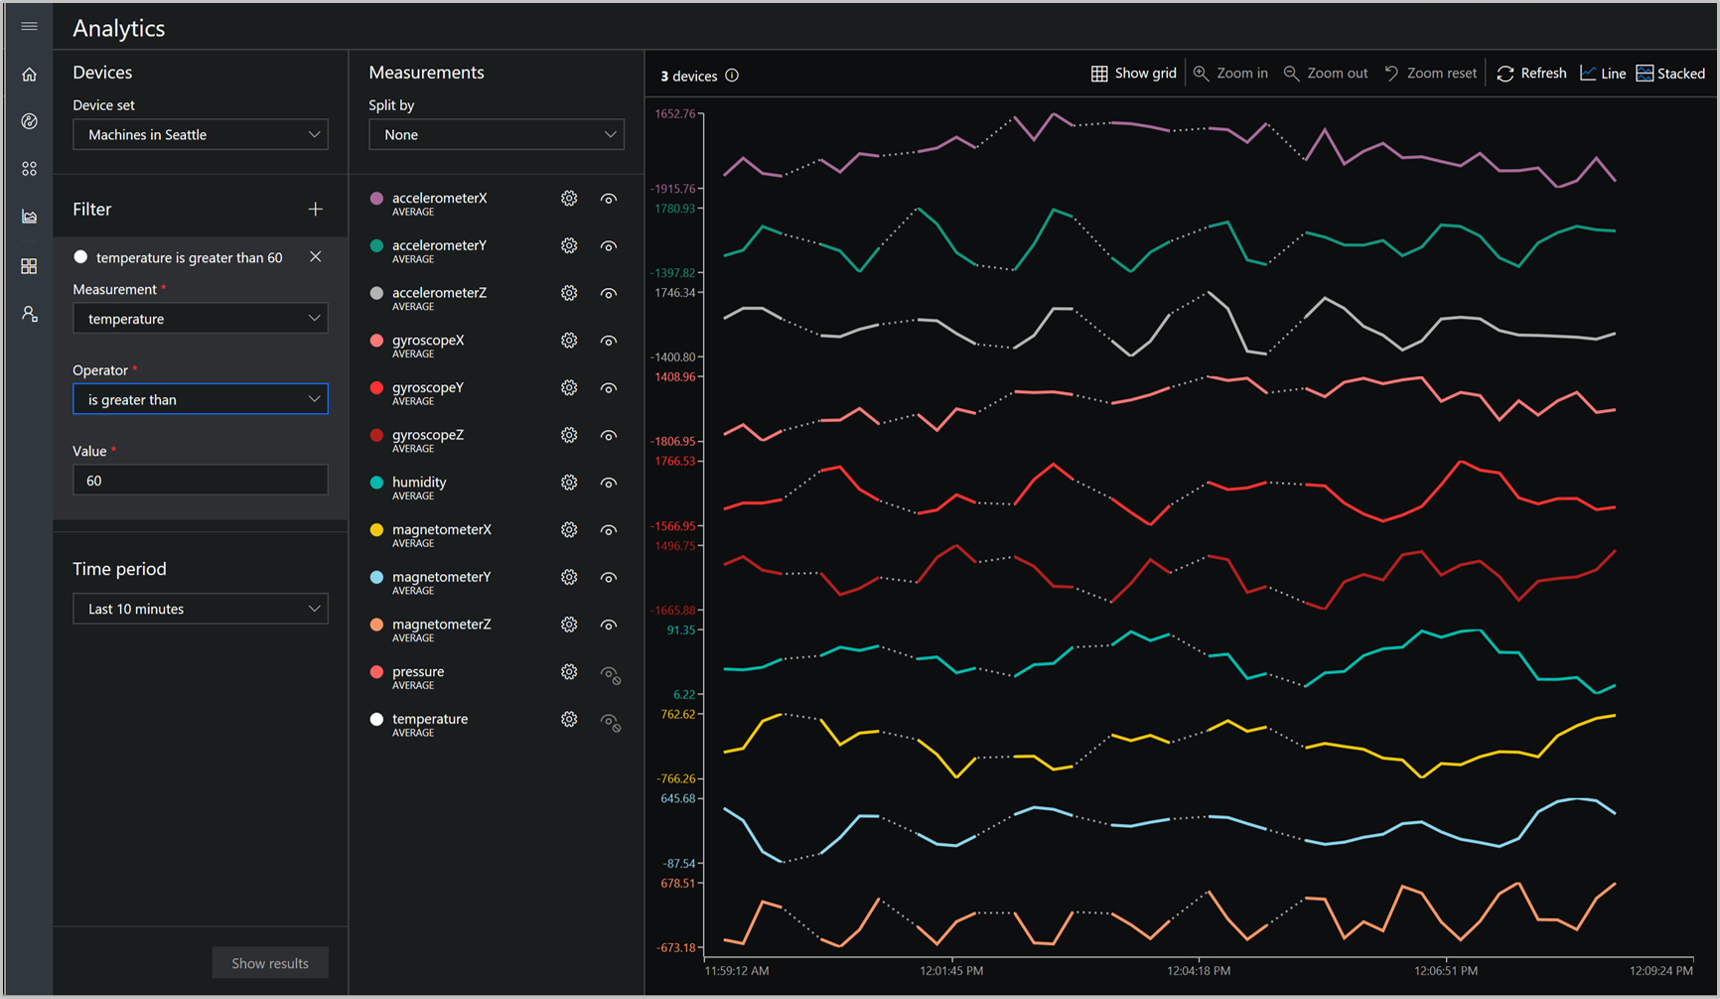 Analytics
Devices
Device set
Machines in Seattle
Filter
temperature is greater than 60
Measurement *
temperature
Operator *
is greater than
Value *
60
Time period
Last 10 minutes
Show results
Measurements
Split by
None
accelerometerX
AVERAGE
accelerometerY
AVERAGE
accelerometerZ
AVERAGE
gyroscopeX
AVERAGE
gyroscopeY
AVERAGE
gyroscopeZ
AVERAGE
humidity
AVERAGE
magnetometerX
AVERAGE
magnetometerY
AVERAGE
magnetometerZ
AVERAGE
pressure
AVERAGE
temperature
AVERAGE
3 devices
Show grid
Zoom in
Zoom out
Zoom reset
Refresh
Line
Stacked
1652.76
-1915.76
1780.93
-1397.82
1746.34
-1400.80
1408.96
-1806.95
1766.53
-1566.95
1496.75
-1665.88
91.35
6.22
762.62
-766.26
645.68
-87.54
678.51
-673.18
11:59:12 AM
12:01:45 PM
12:04:18 PM
12:06:51 PM
12:09:24 PM